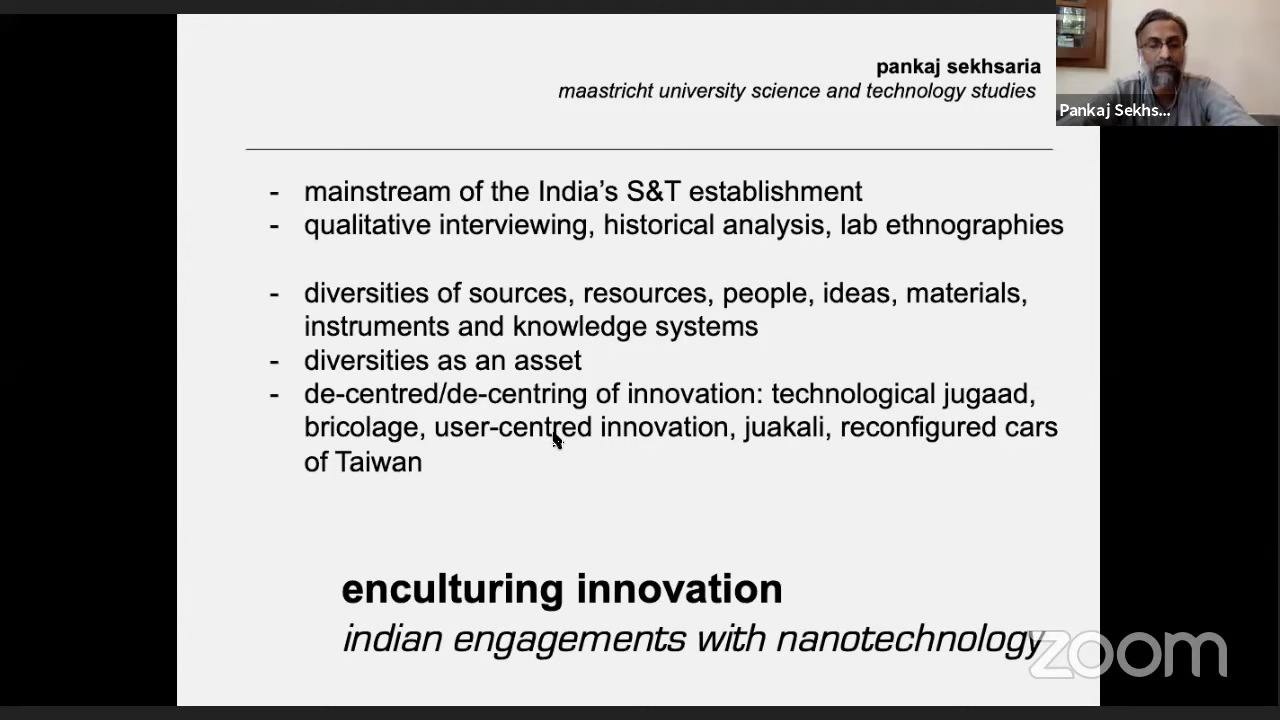 pankaj sekhsaria
maastricht university science and technology studies
Pankaj Sekhs...
- mainstream of the India's S&T establishment
- qualitative interviewing, historical analysis, lab ethnographies
- diversities of sources, resources, people, ideas, materials,
instruments and knowledge systems
- diversities as an asset
- de-centred/de-centring of innovation: technological jugaad,
bricolage, user-centred innovation, juakali, reconfigured cars
of Taiwan
enculturing innovation
indian engagements with nanotechnology
zoom